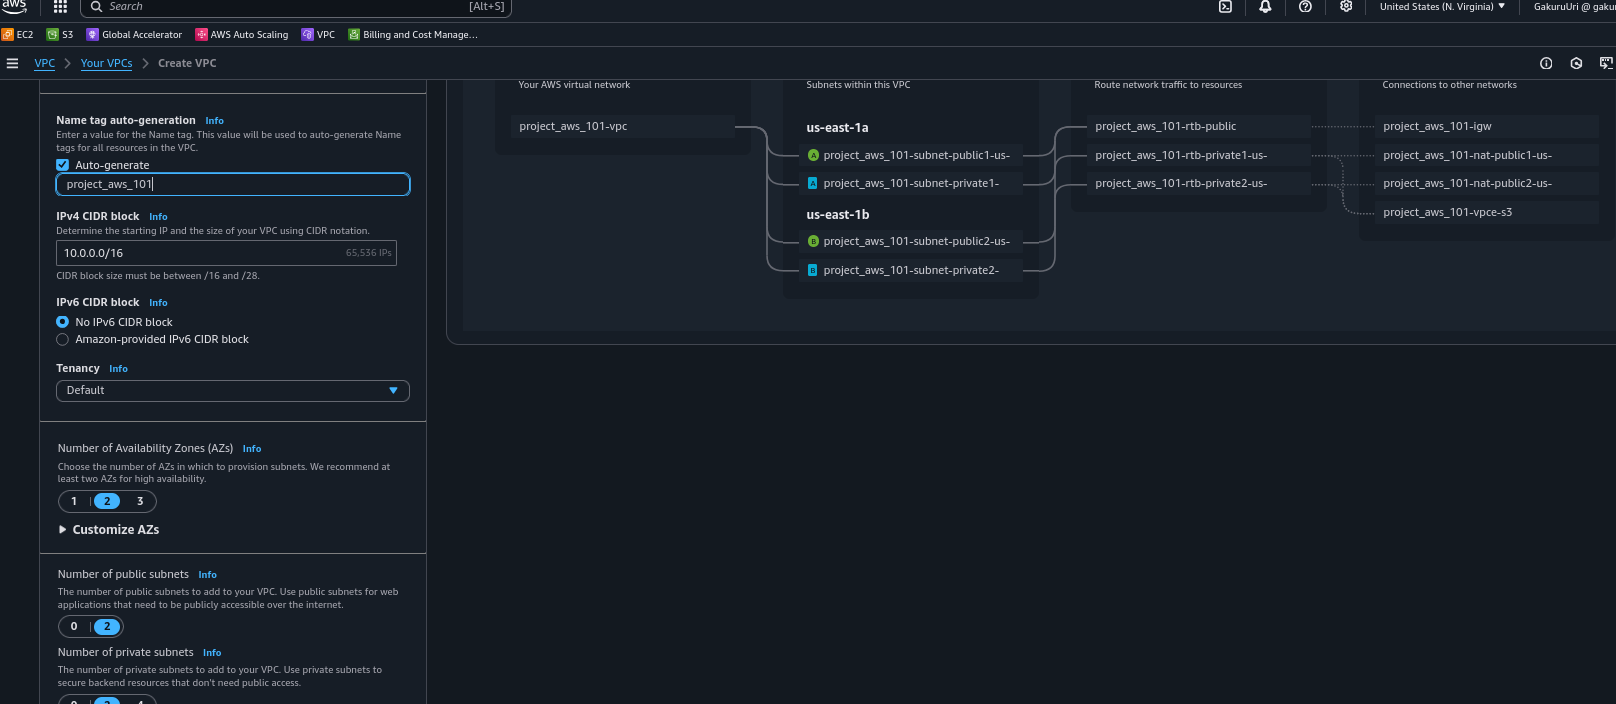 aws
Search [Alt+S]
United States (N. Virginia)
GakuruUri @ gakur
EC2 S3 Global Accelerator AWS Auto Scaling VPC Billing and Cost Manage...
VPC Your VPCs Create VPC
Name tag auto-generation Info
Enter a value for the Name tag. This value will be used to auto-generate Name
tags for all resources in the VPC.
Auto-generate
project_aws_101
IPv4 CIDR block Info
Determine the starting IP and the size of your VPC using CIDR notation.
10.0.0.0/16 65,536 IPs
CIDR block size must be between /16 and /28.
IPv6 CIDR block Info
No IPv6 CIDR block
Amazon-provided IPv6 CIDR block
Tenancy Info
Default
Number of Availability Zones (AZs) Info
Choose the number of AZs in which to provision subnets. We recommend at
least two AZs for high availability.
1 2 3
Customize AZs
Number of public subnets Info
The number of public subnets to add to your VPC. Use public subnets for web
applications that need to be publicly accessible over the internet.
0 2
Number of private subnets Info
The number of private subnets to add to your VPC. Use private subnets to
secure backend resources that don't need public access.
0 2 4
Your AWS virtual network
project_aws_101-vpc
Subnets within this VPC
us-east-1a
A project_aws_101-subnet-public1-us-
A project_aws_101-subnet-private1-
us-east-1b
B project_aws_101-subnet-public2-us-
B project_aws_101-subnet-private2-
Route network traffic to resources
project_aws_101-rtb-public
project_aws_101-rtb-private1-us-
project_aws_101-rtb-private2-us-
Connections to other networks
project_aws_101-igw
project_aws_101-nat-public1-us-
project_aws_101-nat-public2-us-
project_aws_101-vpce-s3